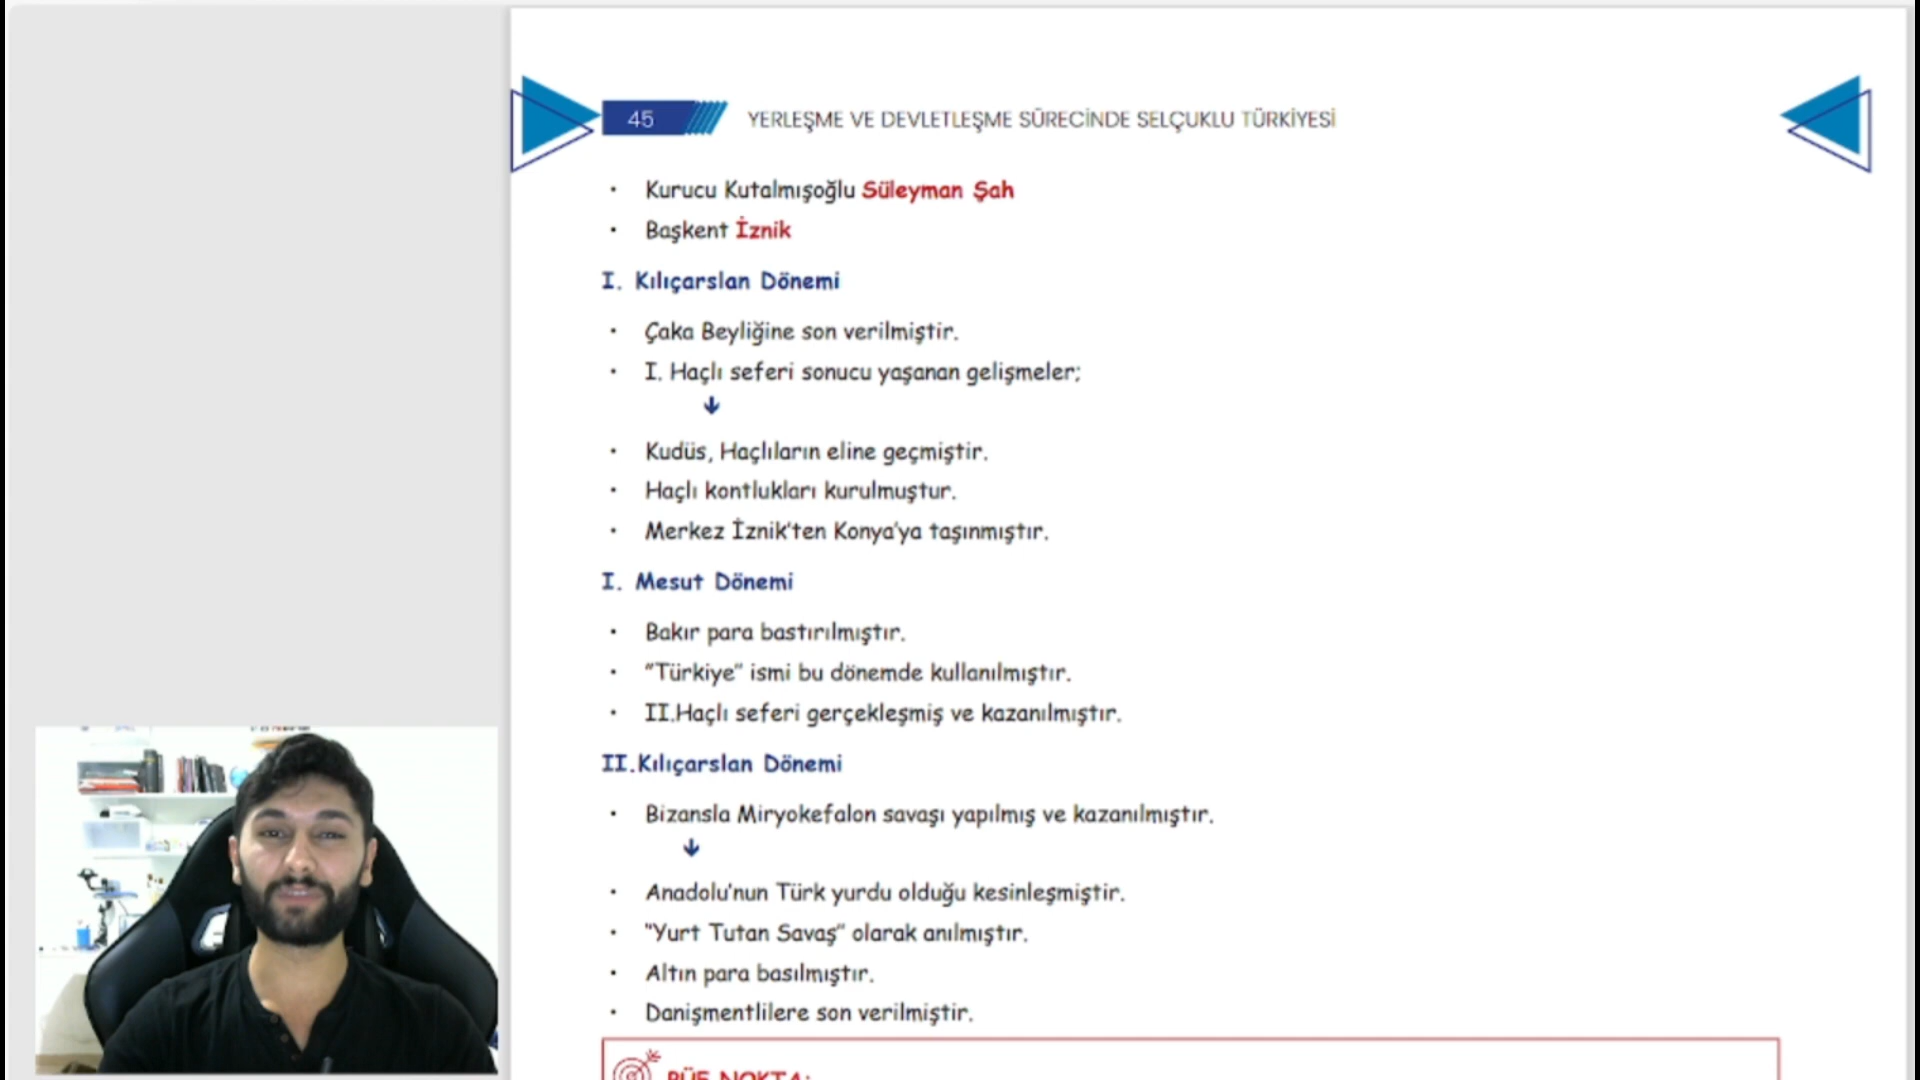 45 YERLEŞME VE DEVLETLEŞME SÜRECİNDE SELÇUKLU TÜRKİYESİ
• Kurucu Kutalmışoğlu Süleyman Şah
• Başkent İznik
I. Kılıçarslan Dönemi
• Çaka Beyliğine son verilmiştir.
• I. Haçlı seferi sonucu yaşanan gelişmeler;
• Kudüs, Haçlıların eline geçmiştir.
• Haçlı kontlukları kurulmuştur.
• Merkez İznik'ten Konya'ya taşınmıştır.
I. Mesut Dönemi
• Bakır para bastırılmıştır.
• "Türkiye" ismi bu dönemde kullanılmıştır.
• II.Haçlı seferi gerçekleşmiş ve kazanılmıştır.
II.Kılıçarslan Dönemi
• Bizansla Miryokefalon savaşı yapılmış ve kazanılmıştır.
• Anadolu'nun Türk yurdu olduğu kesinleşmiştir.
• "Yurt Tutan Savaş" olarak anılmıştır.
• Altın para basılmıştır.
• Danişmentlilere son verilmiştir.
PÜF NOKTA: